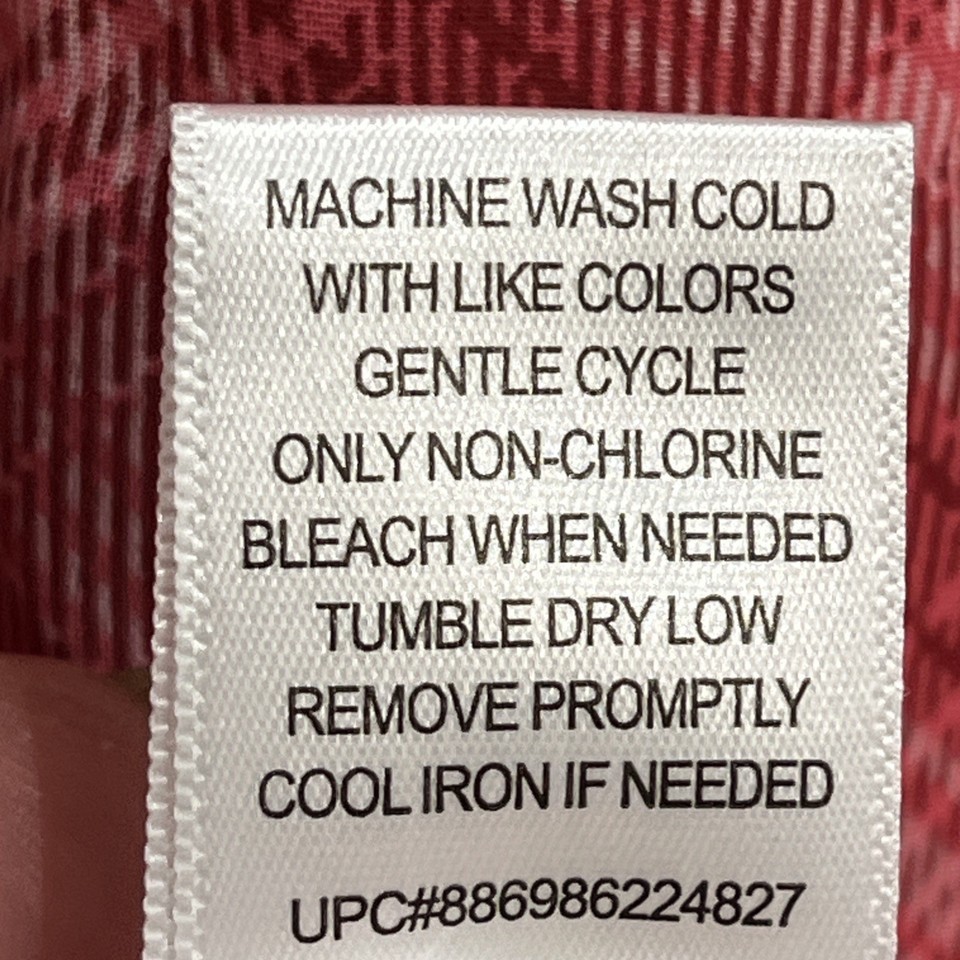 MACHINE WASH COLD
WITH LIKE COLORS
GENTLE CYCLE
ONLY NON-CHLORINE
BLEACH WHEN NEEDED
TUMBLE DRY LOW
REMOVE PROMPTLY
COOL IRON IF NEEDED
UPC#886986224827